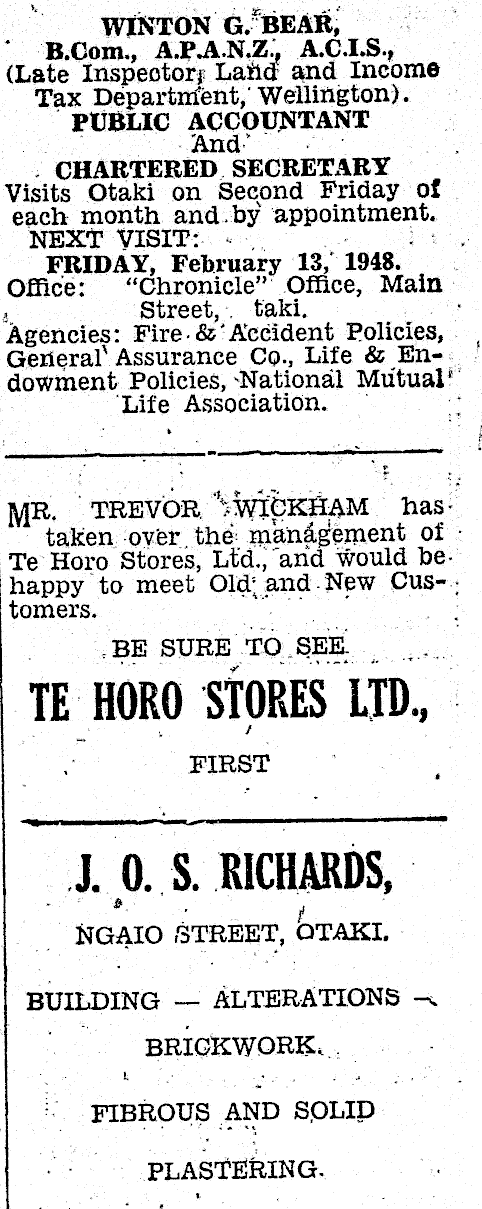 WINTON G. BEAR,
B.Com., A.P.A.N.Z., A.C.I.S.,
(Late Inspector, Land and Income
Tax Department, Wellington).
PUBLIC ACCOUNTANT
And
CHARTERED SECRETARY
Visits Otaki on Second Friday of
each month and by appointment.
NEXT VISIT:
FRIDAY, February 13, 1948.
Office: "Chronicle" Office, Main
Street, taki.
Agencies: Fire & Accident Policies,
General Assurance Co., Life & En-
dowment Policies, National Mutual
Life Association.
MR. TREVOR WICKHAM has
taken over the management of
Te Horo Stores, Ltd., and would be
happy to meet Old and New Cus-
tomers.
BE SURE TO SEE
TE HORO STORES LTD.,
FIRST
J. O. S. RICHARDS,
NGAIO STREET, OTAKI.
BUILDING — ALTERATIONS —
BRICKWORK.
FIBROUS AND SOLID
PLASTERING.